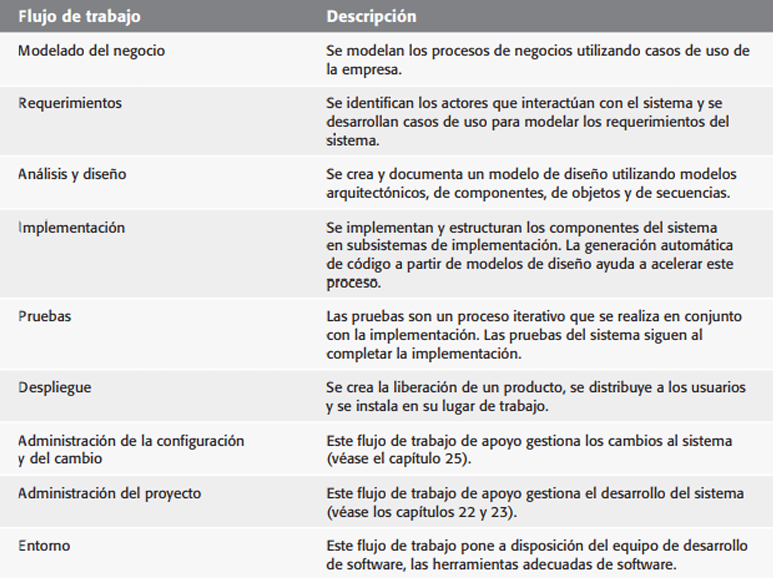 Flujo de trabajo Descripción
Modelado del negocio Se modelan los procesos de negocios utilizando casos de uso de
la empresa.
Requerimientos Se identifican los actores que interactúan con el sistema y se
desarrollan casos de uso para modelar los requerimientos del
sistema.
Análisis y diseño Se crea y documenta un modelo de diseño utilizando modelos
arquitectónicos, de componentes, de objetos y de secuencias.
Implementación Se implementan y estructuran los componentes del sistema
en subsistemas de implementación. La generación automática
de código a partir de modelos de diseño ayuda a acelerar este
proceso.
Pruebas Las pruebas son un proceso iterativo que se realiza en conjunto
con la implementación. Las pruebas del sistema siguen al
completar la implementación.
Despliegue Se crea la liberación de un producto, se distribuye a los usuarios
y se instala en su lugar de trabajo.
Administración de la configuración Este flujo de trabajo de apoyo gestiona los cambios al sistema
y del cambio (véase el capítulo 25).
Administración del proyecto Este flujo de trabajo de apoyo gestiona el desarrollo del sistema
(véase los capítulos 22 y 23).
Entorno Este flujo de trabajo pone a disposición del equipo de desarrollo
de software, las herramientas adecuadas de software.